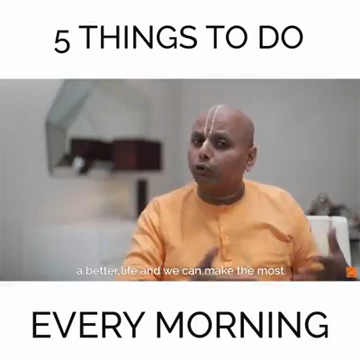 5 THINGS TO DO
a better life and we can make the most
EVERY MORNING